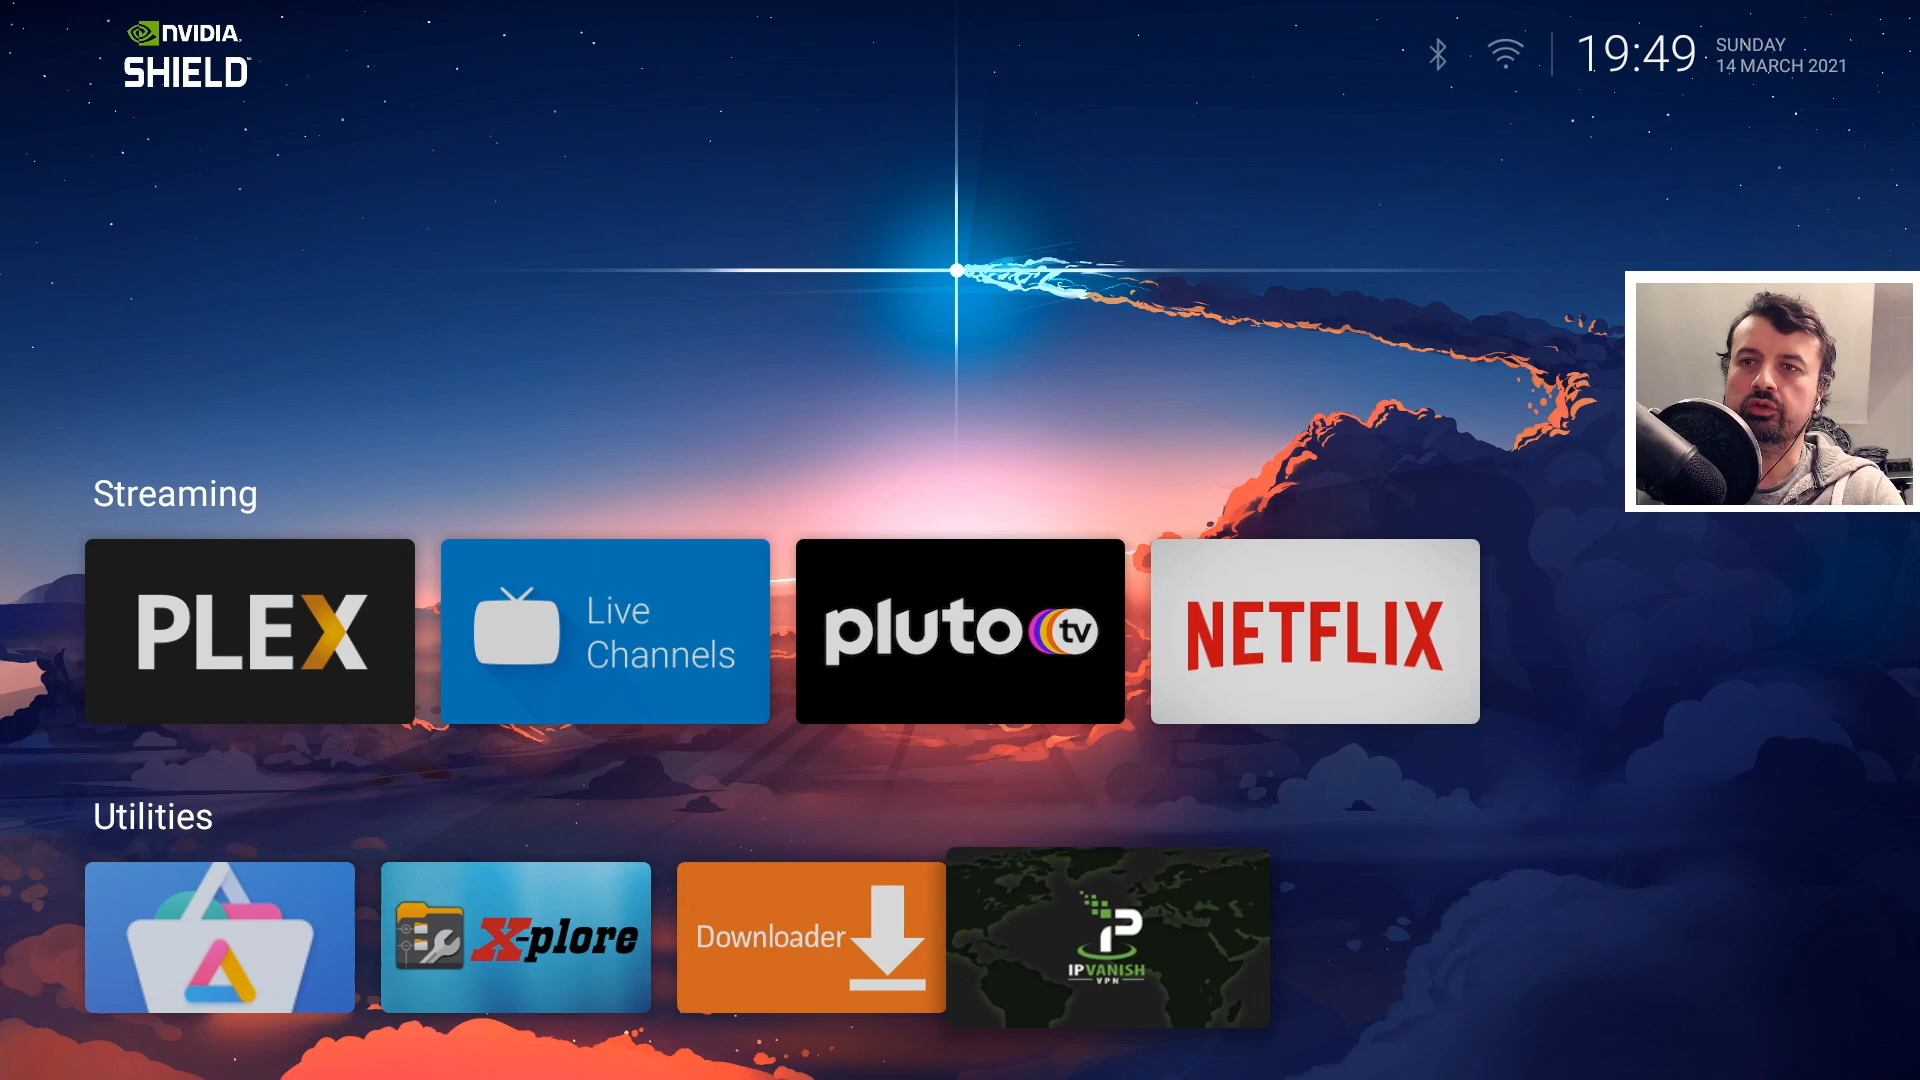 NVIDIA.
SHIELD
19:49
SUNDAY
14 MARCH 2021
Streaming
PLEX
Live
Channels
pluto tv
NETFLIX
Utilities
X-plore
Downloader
IP
IPVANISH
VPN